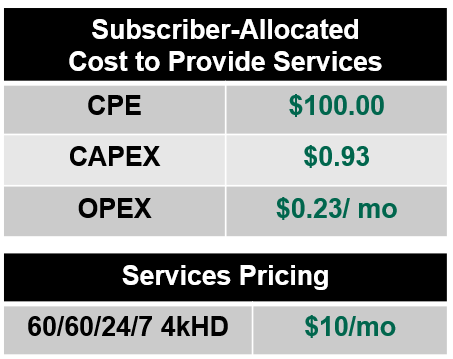 Subscriber-Allocated
Cost to Provide Services
CPE $100.00
CAPEX $0.93
OPEX $0.23/ mo
Services Pricing
60/60/24/7 4kHD $10/mo